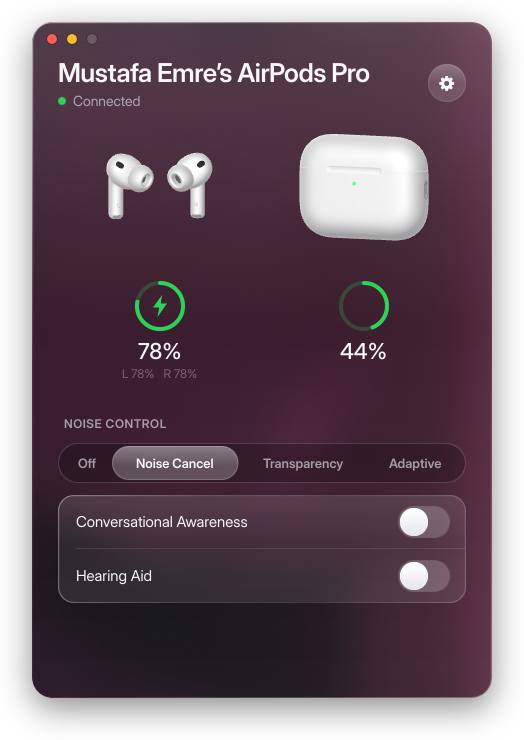 Mustafa Emre’s AirPods Pro
Connected
78%
L 78% R 78%
44%
NOISE CONTROL
Off Noise Cancel Transparency Adaptive
Conversational Awareness
Hearing Aid